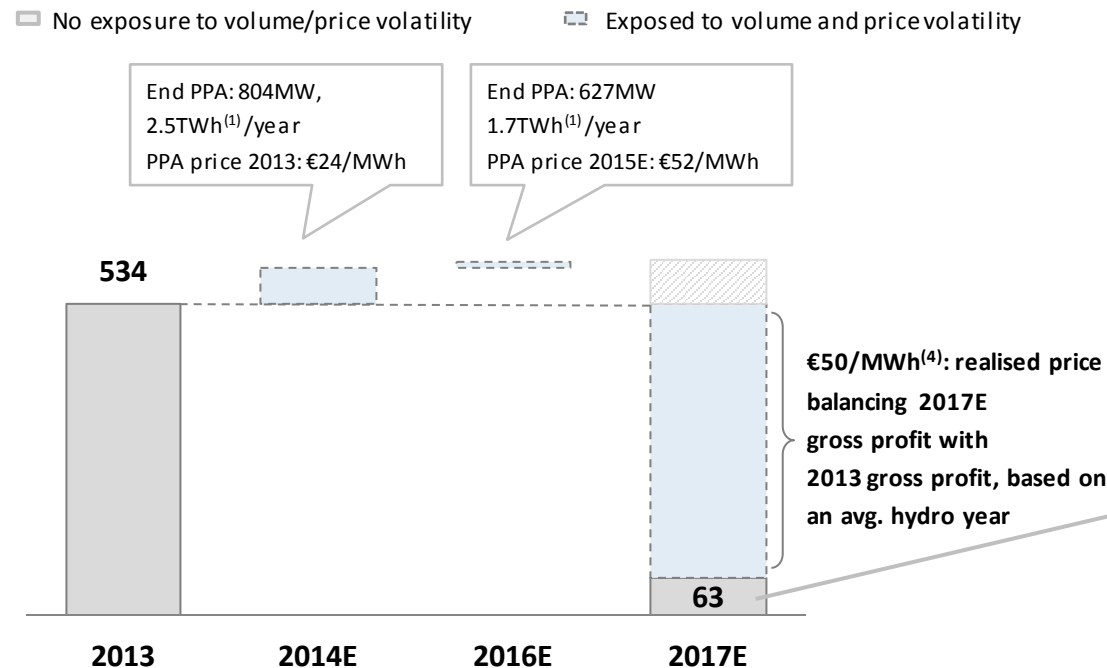 No exposure to volume/price volatility
Exposed to volume and price volatility
End PPA: 804MW,
2.5TWh(1)/year
PPA price 2013: €24/MWh
End PPA: 627MW
1.7TWh(1)/year
PPA price 2015E: €52/MWh
534
€50/MWh(4): realised price
balancing 2017E
gross profit with
2013 gross profit, based on
an avg. hydro year
63
2013
2014E
2016E
2017E